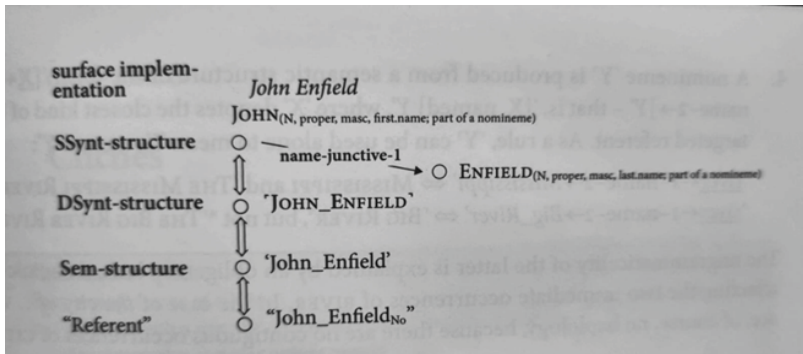 surface implem-
entation John Enfield
JOHN(N, proper, masc, first.name; part of a nomineme)
SSynt-structure
name-junctive-1
ENFIELD(N, proper, masc, last.name; part of a nomineme)
DSynt-structure 'JOHN_ENFIELD'
Sem-structure 'John_Enfield'
"Referent" "John_EnfieldNo"